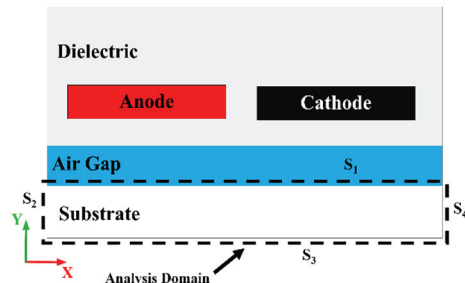 Dielectric
Anode
Cathode
Air Gap
S1
S2
Substrate
S4
Y
X
S3
Analysis Domain